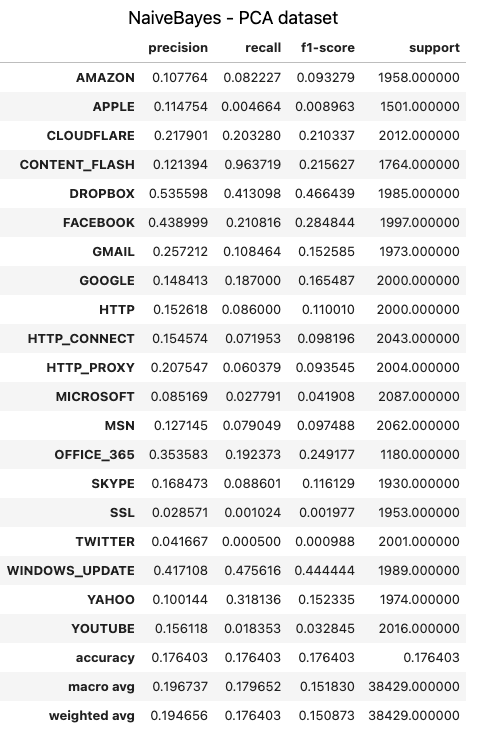 NaiveBayes - PCA dataset
precision recall f1-score support
AMAZON 0.107764 0.082227 0.093279 1958.000000
APPLE 0.114754 0.004664 0.008963 1501.000000
CLOUDFLARE 0.217901 0.203280 0.210337 2012.000000
CONTENT_FLASH 0.121394 0.963719 0.215627 1764.000000
DROPBOX 0.535598 0.413098 0.466439 1985.000000
FACEBOOK 0.438999 0.210816 0.284844 1997.000000
GMAIL 0.257212 0.108464 0.152585 1973.000000
GOOGLE 0.148413 0.187000 0.165487 2000.000000
HTTP 0.152618 0.086000 0.110010 2000.000000
HTTP_CONNECT 0.154574 0.071953 0.098196 2043.000000
HTTP_PROXY 0.207547 0.060379 0.093545 2004.000000
MICROSOFT 0.085169 0.027791 0.041908 2087.000000
MSN 0.127145 0.079049 0.097488 2062.000000
OFFICE_365 0.353583 0.192373 0.249177 1180.000000
SKYPE 0.168473 0.088601 0.116129 1930.000000
SSL 0.028571 0.001024 0.001977 1953.000000
TWITTER 0.041667 0.000500 0.000988 2001.000000
WINDOWS_UPDATE 0.417108 0.475616 0.444444 1989.000000
YAHOO 0.100144 0.318136 0.152335 1974.000000
YOUTUBE 0.156118 0.018353 0.032845 2016.000000
accuracy 0.176403 0.176403 0.176403 0.176403
macro avg 0.196737 0.179652 0.151830 38429.000000
weighted avg 0.194656 0.176403 0.150873 38429.000000